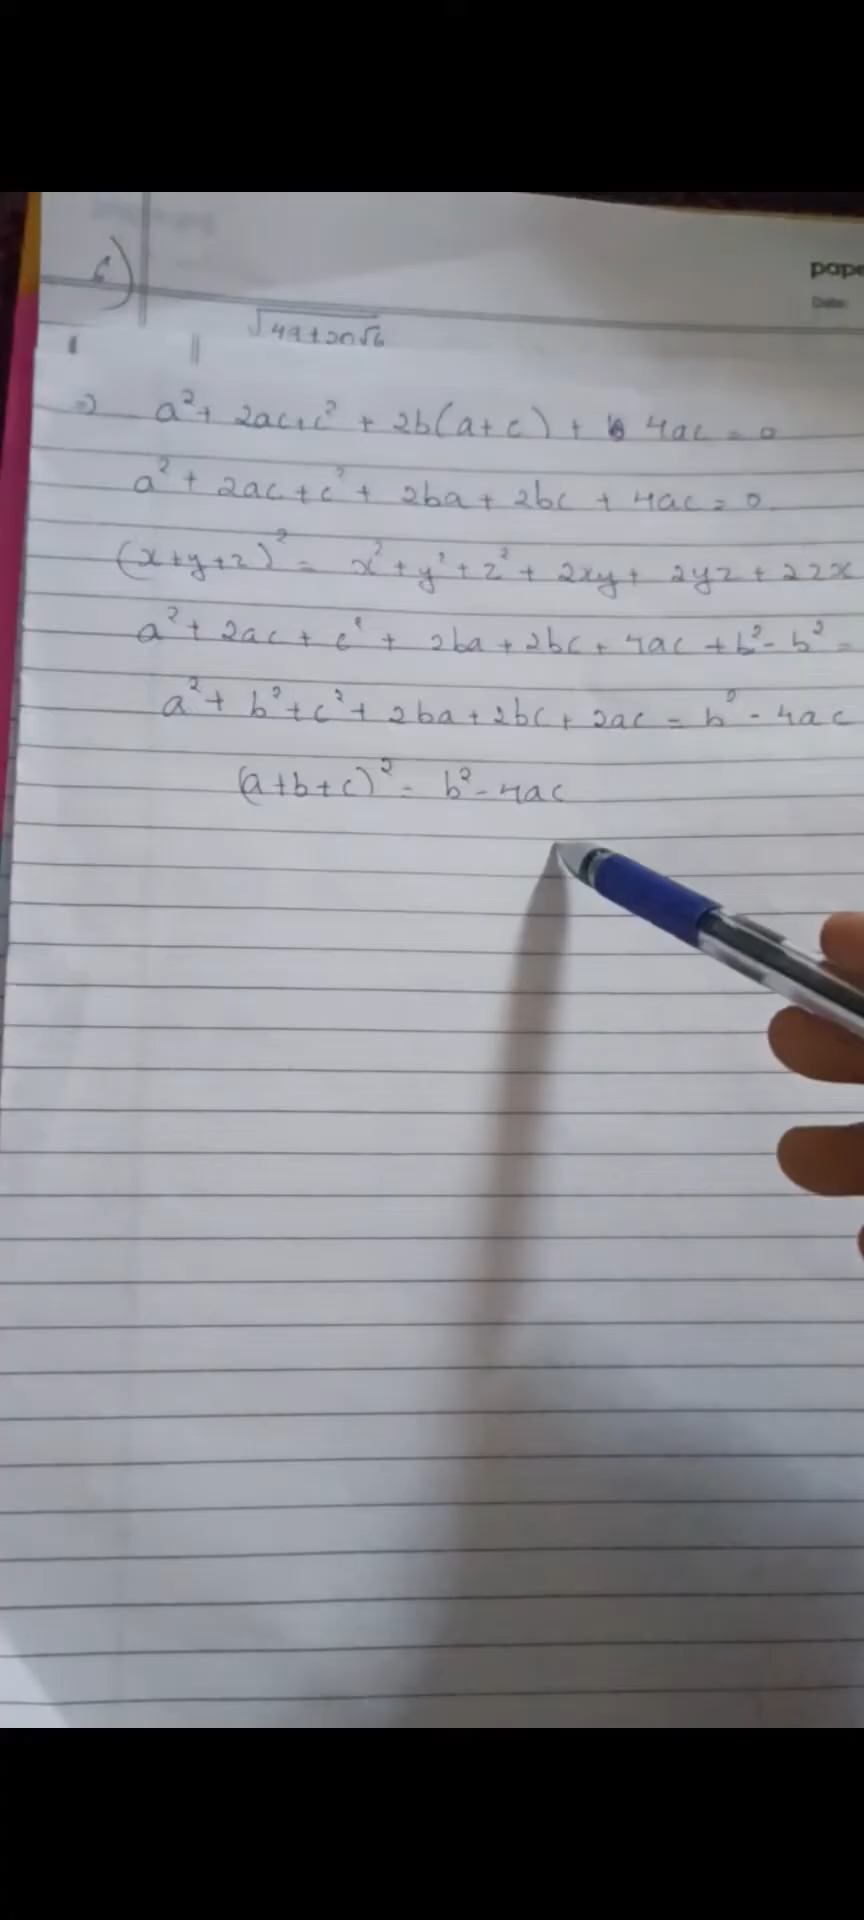 6)
pape
Date:
√49+20√6
=) a²+ 2ac+c² + 2b(a+c) + 4ac = 0
a² + 2ac +c² + 2ba + 2bc + 4ac = 0
(x+y+z)² = x²+y²+z²+ 2xy+ 2yz + 2zx
a²+ 2ac + c² + 2ba + 2bc + 4ac +b²- b² =
a²+ b²+c²+ 2ba + 2bc + 2ac = b² - 4ac
(a+b+c)² = b² - 4ac